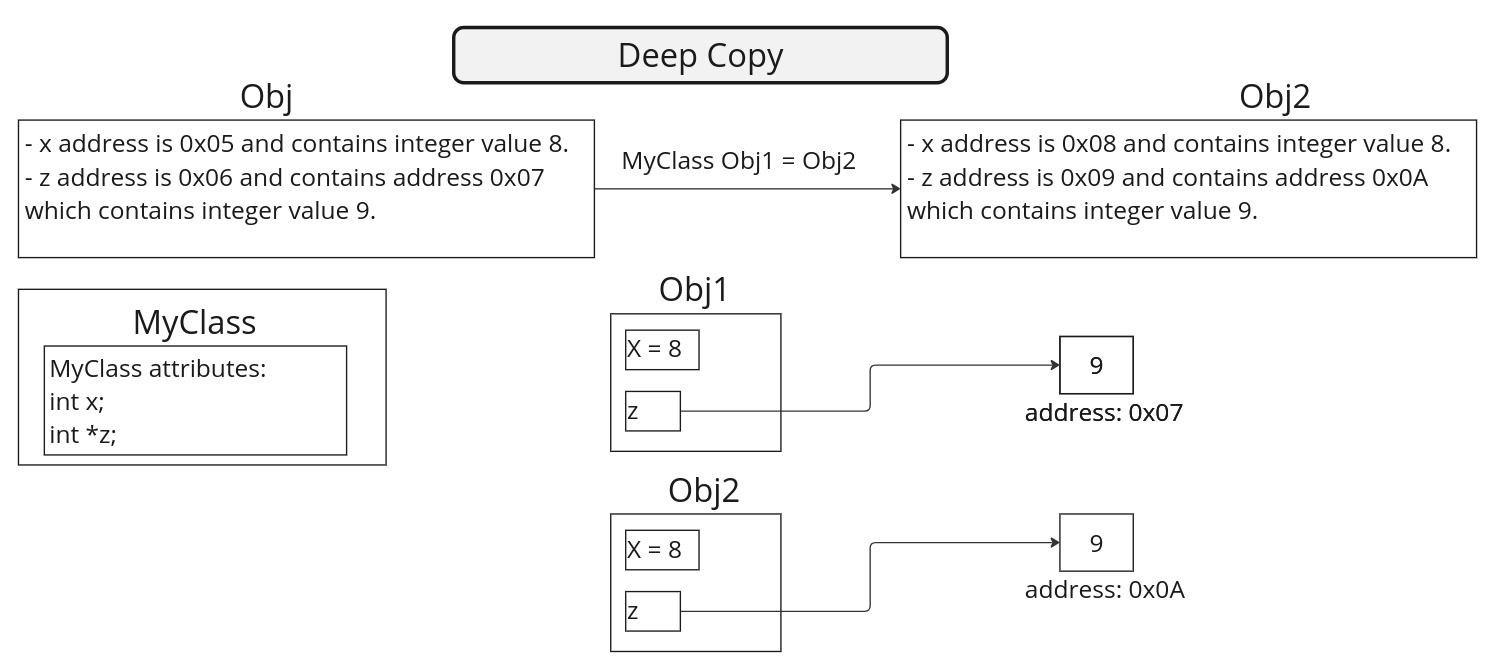 Deep Copy
Obj
- x address is 0x05 and contains integer value 8.
- z address is 0x06 and contains address 0x07
which contains integer value 9.
MyClass Obj1 = Obj2
Obj2
- x address is 0x08 and contains integer value 8.
- z address is 0x09 and contains address 0x0A
which contains integer value 9.
MyClass
MyClass attributes:
int x;
int *z;
Obj1
X = 8
z
9
address: 0x07
Obj2
X = 8
z
9
address: 0x0A